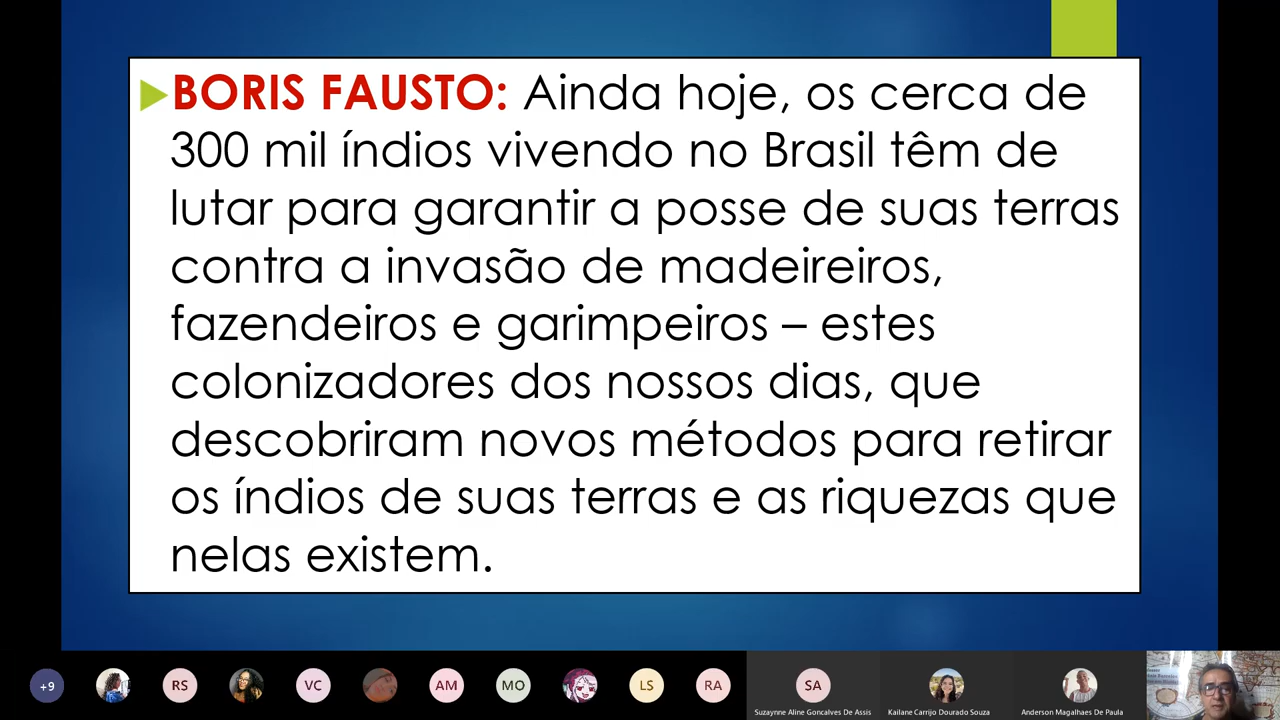 BORIS FAUSTO: Ainda hoje, os cerca de
300 mil índios vivendo no Brasil têm de
lutar para garantir a posse de suas terras
contra a invasão de madeireiros,
fazendeiros e garimpeiros – estes
colonizadores dos nossos dias, que
descobriram novos métodos para retirar
os índios de suas terras e as riquezas que
nelas existem.
+9
RS
VC
AM
MO
LS
RA
SA
Suzaynne Aline Goncalves De Assis
Kailane Carrijo Dourado Souza
Anderson Magalhaes De Paula